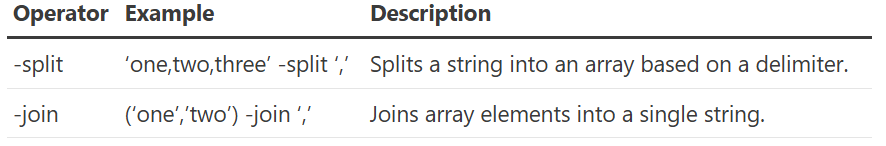 Operator Example Description
-split ‘one,two,three’ -split ‘,’ Splits a string into an array based on a delimiter.
-join (‘one’,’two’) -join ‘,’ Joins array elements into a single string.